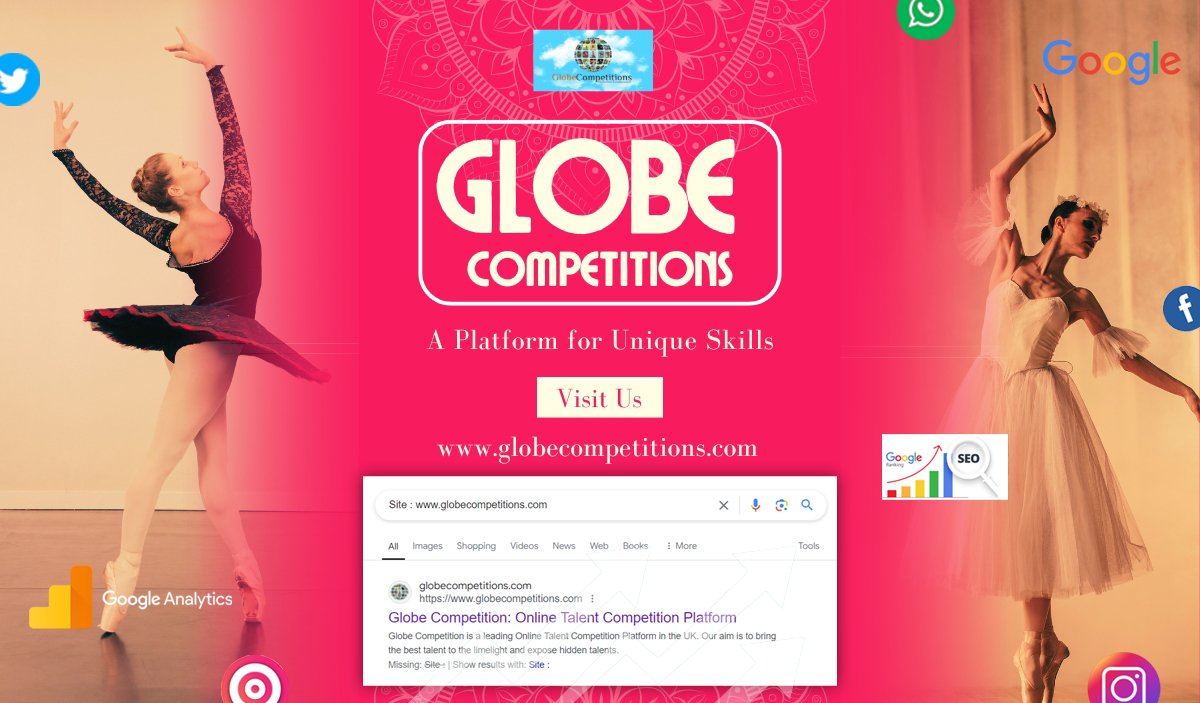 Google
GlobeCompetitions
GLOBE
COMPETITIONS
A Platform for Unique Skills
Visit Us
www.globecompetitions.com
Google
Ranking
SEO
Site : www.globecompetitions.com
All Images Shopping Videos News Web Books More Tools
globecompetitions.com
https://www.globecompetitions.com
Globe Competition: Online Talent Competition Platform
Globe Competition is a leading Online Talent Competition Platform in the UK. Our aim is to bring
the best talent to the limelight and expose hidden talents.
Missing: Site : | Show results with: Site :
Google Analytics